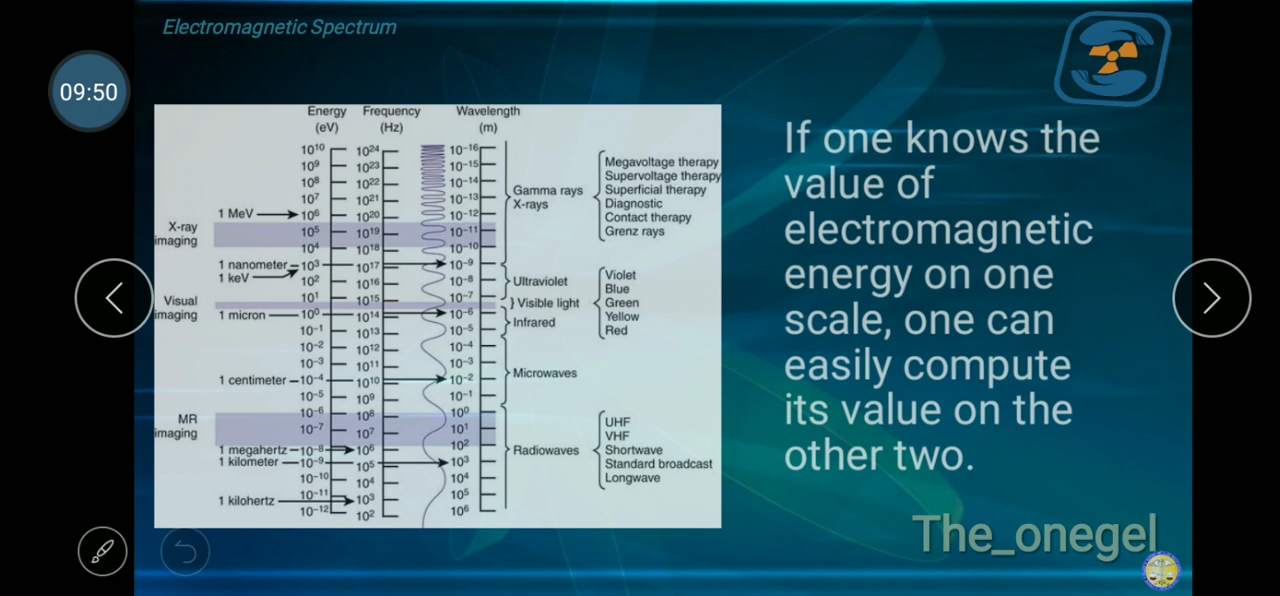 Electromagnetic Spectrum
09:50
Energy Frequency Wavelength
(eV) (Hz) (m)
10¹⁰ 10²⁴ 10⁻¹⁶
10⁹ 10²³ 10⁻¹⁵ Megavoltage therapy
10⁸ 10²² 10⁻¹⁴ Supervoltage therapy
10⁷ 10²¹ 10⁻¹³ Gamma rays Superficial therapy
1 MeV 10⁶ 10²⁰ 10⁻¹² X-rays Diagnostic
X-ray 10⁵ 10¹⁹ 10⁻¹¹ Contact therapy
imaging 10⁴ 10¹⁸ 10⁻¹⁰ Grenz rays
1 nanometer 10³ 10¹⁷ 10⁻⁹
1 keV 10² 10¹⁶ 10⁻⁸ Ultraviolet Violet
Visual 10¹ 10¹⁵ 10⁻⁷ Visible light Blue
imaging 1 micron 10⁰ 10¹⁴ 10⁻⁶ Infrared Green
10⁻¹ 10¹³ 10⁻⁵ Yellow
10⁻² 10¹² 10⁻⁴ Red
10⁻³ 10¹¹ 10⁻³ Microwaves
1 centimeter 10⁻⁴ 10¹⁰ 10⁻²
10⁻⁵ 10⁹ 10⁻¹
MR 10⁻⁶ 10⁸ 10⁰ UHF
imaging 10⁻⁷ 10⁷ 10¹ VHF
1 megahertz 10⁻⁸ 10⁶ 10² Radiowaves Shortwave
1 kilometer 10⁻⁹ 10⁵ 10³ Standard broadcast
10⁻¹⁰ 10⁴ 10⁴ Longwave
1 kilohertz 10⁻¹¹ 10³ 10⁵
10⁻¹² 10² 10⁶
If one knows the
value of
electromagnetic
energy on one
scale, one can
easily compute
its value on the
other two.
The_onegel